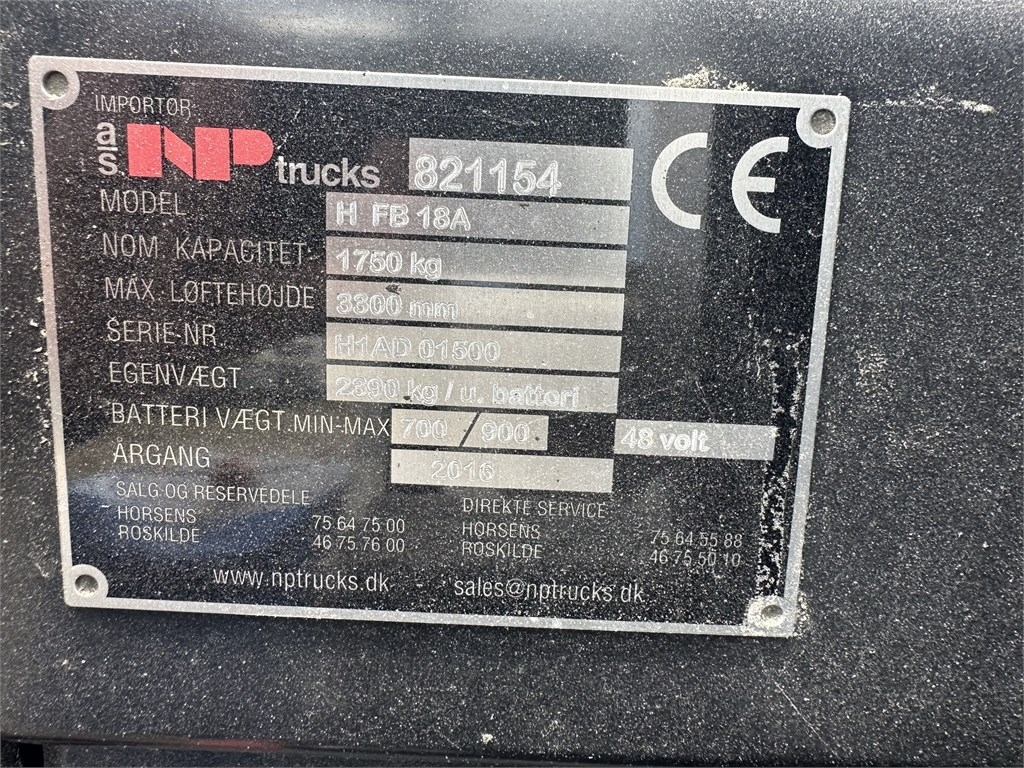 IMPORTØR:
a/s. NP trucks 821154
MODEL H FB 18A
NOM. KAPACITET 1750 kg
MAX. LØFTEHØJDE 3300 mm
SERIE-NR. H1AD 01500
EGENVÆGT 2890 kg / u. batteri
BATTERI VÆGT. MIN-MAX 700 / 900 48 volt
ÅRGANG 2016
SALG OG RESERVEDELE DIREKTE SERVICE
HORSENS 75 64 75 00 HORSENS 75 64 55 88
ROSKILDE 46 75 76 00 ROSKILDE 46 75 50 10
www.nptrucks.dk sales@nptrucks.dk
CE